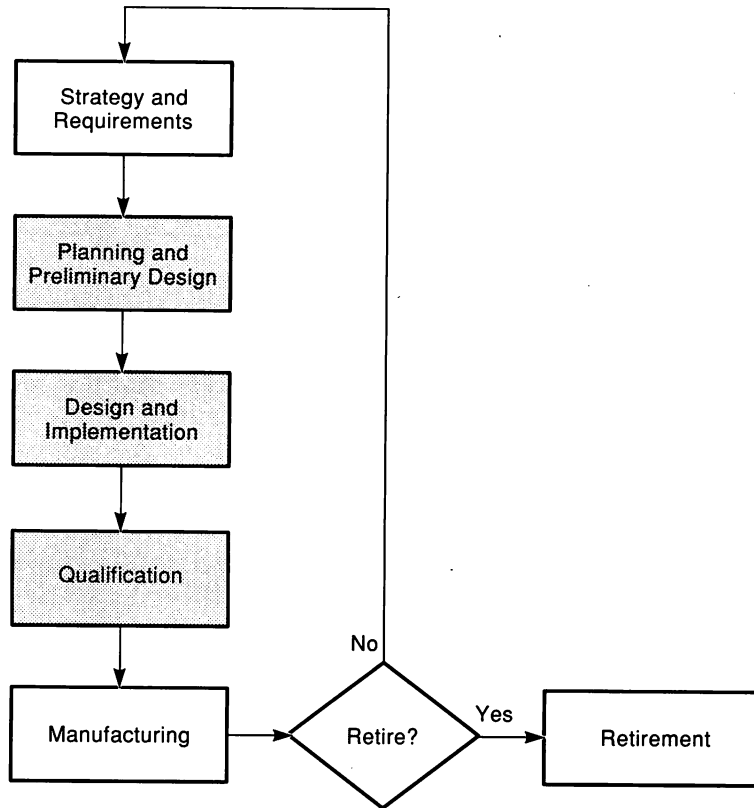 Strategy and
Requirements
Planning and
Preliminary Design
Design and
Implementation
Qualification
No
Manufacturing
Retire?
Yes
Retirement